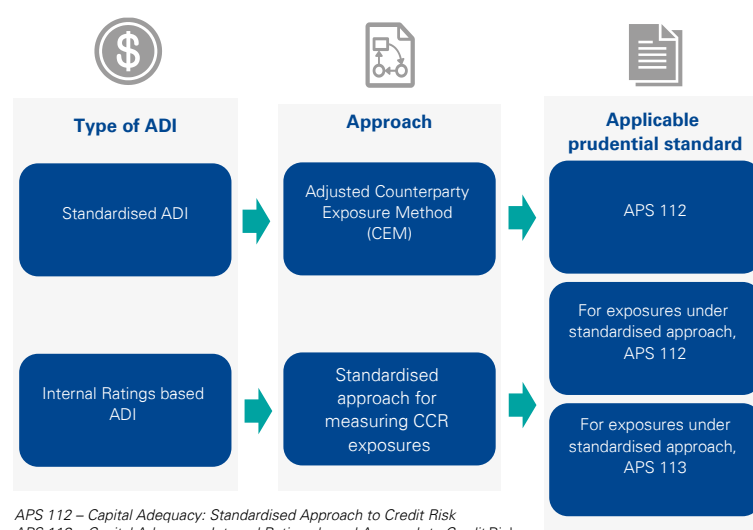 $
Type of ADI
Approach
Applicable
prudential standard
Standardised ADI
Adjusted Counterparty
Exposure Method
(CEM)
APS 112
For exposures under
standardised approach,
APS 112
Internal Ratings based
ADI
Standardised
approach for
measuring CCR
exposures
For exposures under
standardised approach,
APS 113
APS 112 – Capital Adequacy: Standardised Approach to Credit Risk